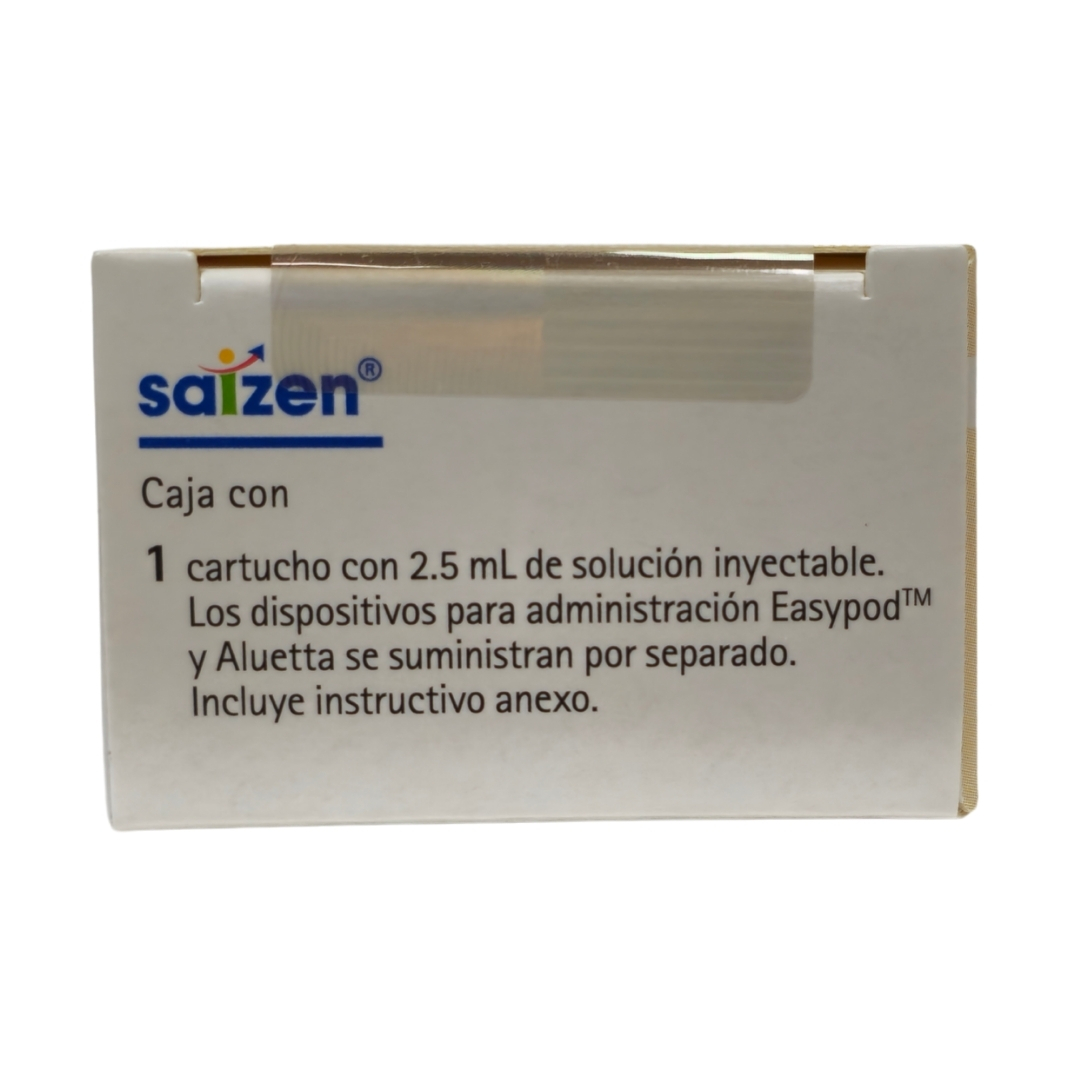 saizen®
Caja con
1 cartucho con 2.5 mL de solución inyectable.
Los dispositivos para administración Easypod™
y Aluetta se suministran por separado.
Incluye instructivo anexo.